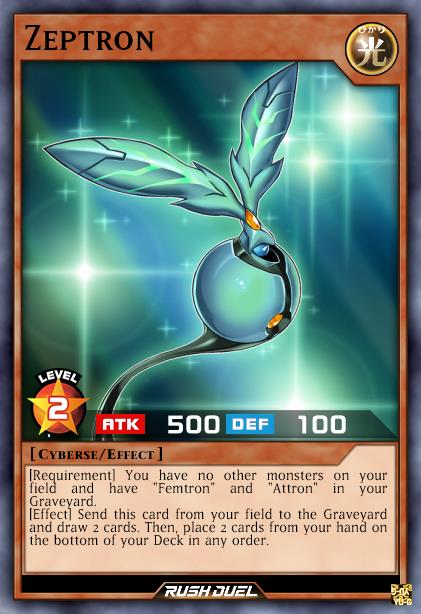 Zeptron
ひかり
光
LEVEL
2
ATK 500 DEF 100
[Cyberse/Effect]
[Requirement] You have no other monsters on your
field and have "Femtron" and "Attron" in your
Graveyard.
[Effect] Send this card from your field to the Graveyard
and draw 2 cards. Then, place 2 cards from your hand on
the bottom of your Deck in any order.
RUSH DUEL